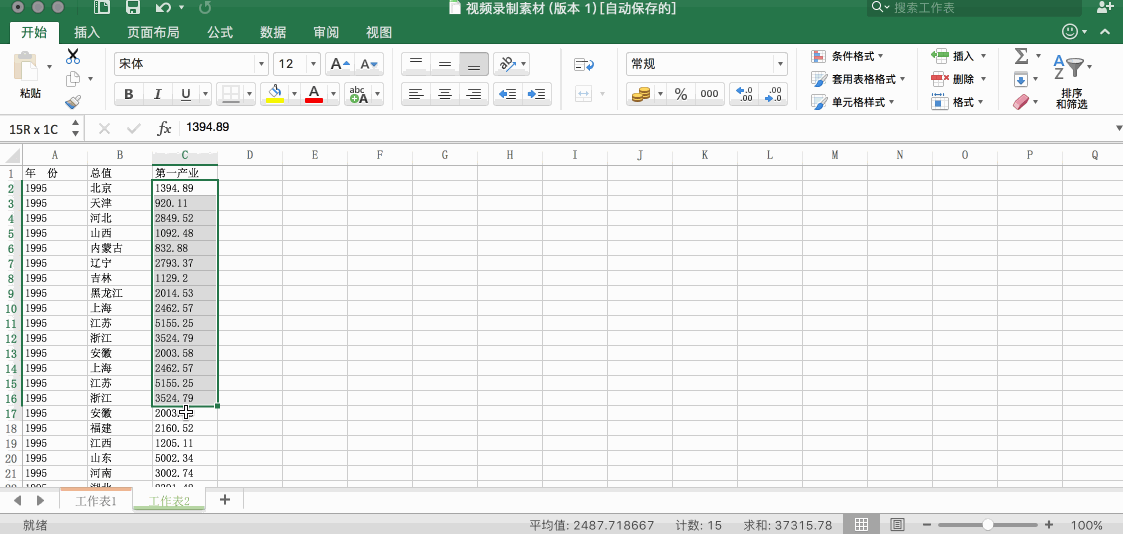 视频录制素材 (版本 1) [自动保存的]
搜索工作表
开始 插入 页面布局 公式 数据 审阅 视图
粘贴 宋体 12 常规 条件格式 插入
套用表格格式 删除
B I U A abc A % 000 .0 .00 .00 .0 单元格样式 格式 排序和筛选
15R x 1C fx 1394.89
A B C D E F G H I J K L M N O P Q
1 年 份 总值 第一产业
2 1995 北京 1394.89
3 1995 天津 920.11
4 1995 河北 2849.52
5 1995 山西 1092.48
6 1995 内蒙古 832.88
7 1995 辽宁 2793.37
8 1995 吉林 1129.2
9 1995 黑龙江 2014.53
10 1995 上海 2462.57
11 1995 江苏 5155.25
12 1995 浙江 3524.79
13 1995 安徽 2003.58
14 1995 上海 2462.57
15 1995 江苏 5155.25
16 1995 浙江 3524.79
17 1995 安徽 2003.
18 1995 福建 2160.52
19 1995 江西 1205.11
20 1995 山东 5002.34
21 1995 河南 3002.74
工作表1 工作表2 +
就绪 平均值: 2487.718667 计数: 15 求和: 37315.78 100%